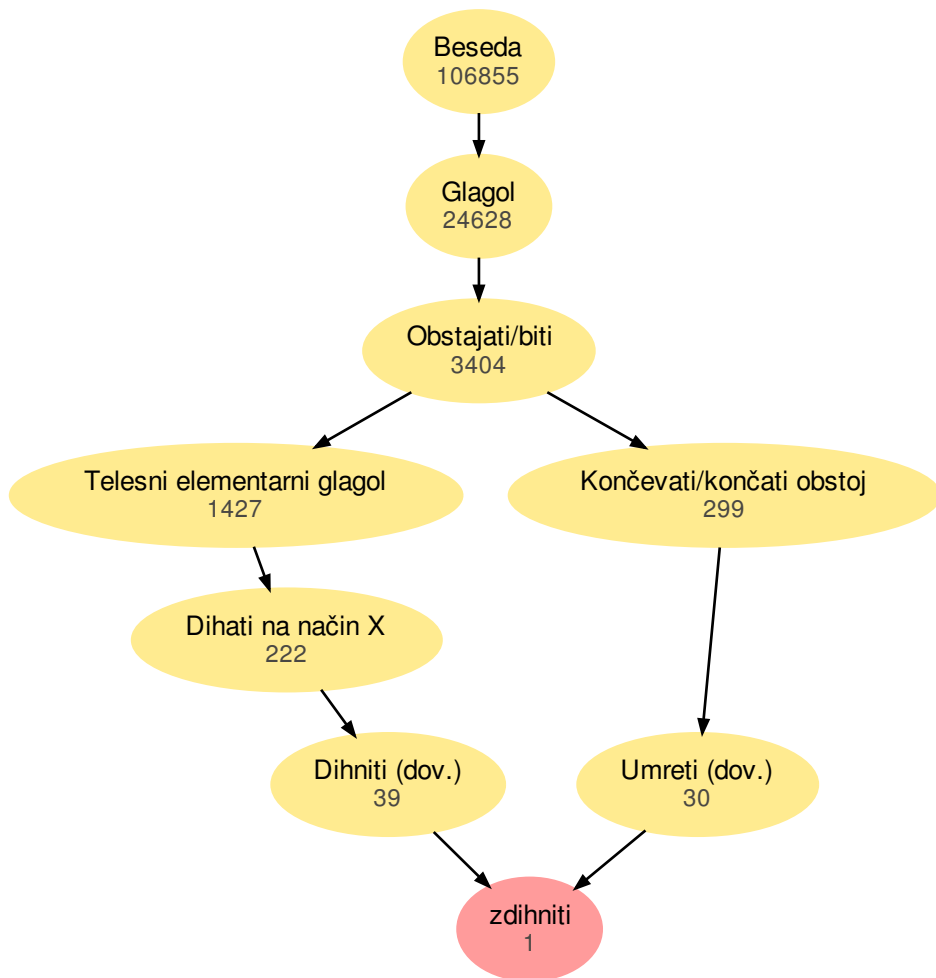 Beseda
106855
Glagol
24628
Obstajati/biti
3404
Telesni elementarni glagol
1427
Končevati/končati obstoj
299
Dihati na način X
222
Dihniti (dov.)
39
Umreti (dov.)
30
zdihniti
1